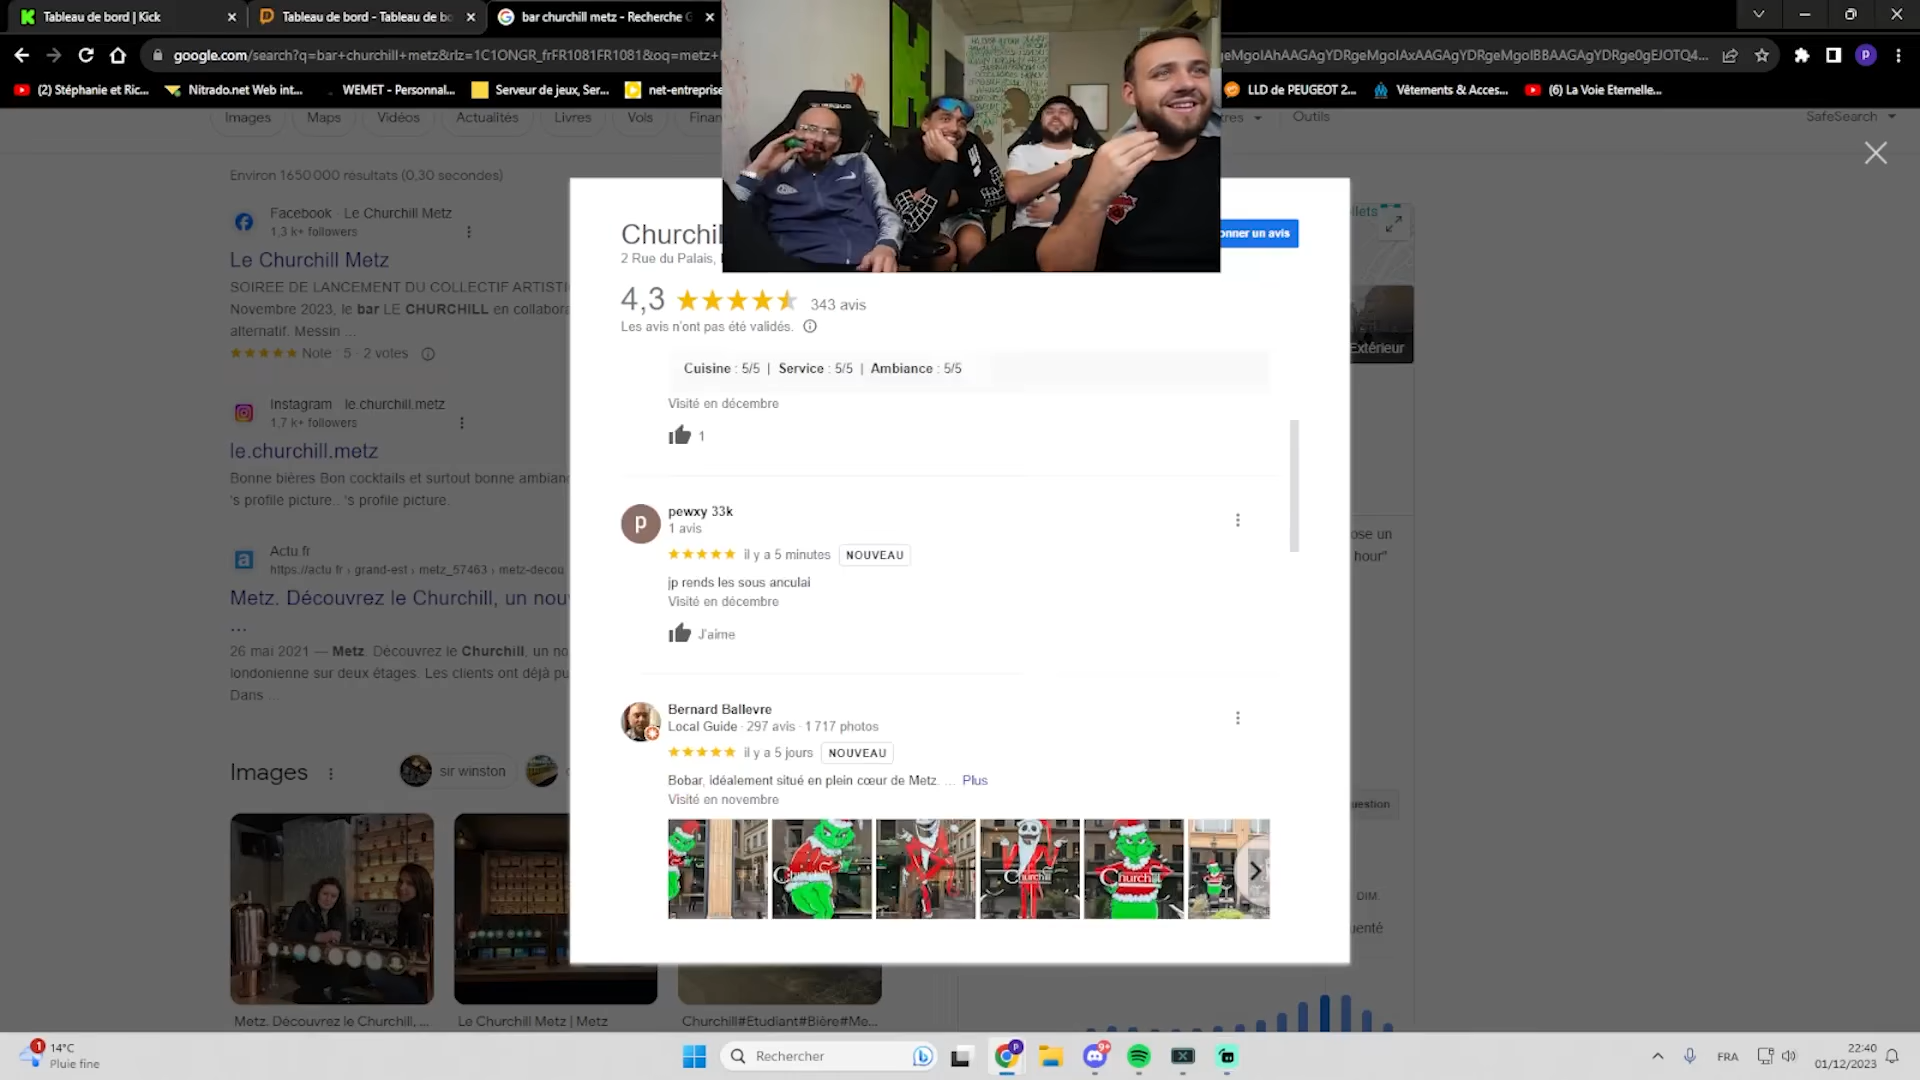 Tableau de bord | Kick
Tableau de bord - Tableau de bo
bar churchill metz - Recherche G
google.com/search?q=bar+churchill+metz&rlz=1C1ONGR_frFR1081FR1081&oq=metz+
(2) Stéphanie et Ric...
Nitrado.net Web int...
WEMET - Personnal...
Serveur de jeux, Ser...
net-entreprise
LLD de PEUGEOT 2...
Vêtements & Acces...
(6) La Voie Eternelle...
Images
Maps
Vidéos
Actualités
Livres
Vols
Finan
Outils
SafeSearch
Environ 1 650 000 résultats (0,30 secondes)
Facebook · Le Churchill Metz
1,3 k+ followers
Le Churchill Metz
SOIREE DE LANCEMENT DU COLLECTIF ARTISTI
Novembre 2023, le bar LE CHURCHILL en collabora
alternatif. Messin ...
Note : 5 · 2 votes
Instagram · le.churchill.metz
1,7 k+ followers
le.churchill.metz
Bonne bières Bon cocktails et surtout bonne ambian
's profile picture.. 's profile picture.
Actu.fr
https://actu.fr › grand-est › metz_57463 › metz-decou
Metz. Découvrez le Churchill, un nou
...
26 mai 2021 — Metz. Découvrez le Churchill, un no
londonienne sur deux étages. Les clients ont déjà pu
Dans ...
Images
sir winston
Metz. Découvrez le Churchill, ...
Le Churchill Metz | Metz
Churchill#Etudiant#Bière#Me...
Churchil
2 Rue du Palais,
onner un avis
4,3
343 avis
Les avis n'ont pas été validés.
Cuisine : 5/5 | Service : 5/5 | Ambiance : 5/5
Visité en décembre
1
p
pewxy 33k
1 avis
il y a 5 minutes
NOUVEAU
jp rends les sous anculai
Visité en décembre
J'aime
Bernard Ballevre
Local Guide · 297 avis · 1 717 photos
il y a 5 jours
NOUVEAU
Bobar, idéalement situé en plein cœur de Metz. ... Plus
Visité en novembre
Churchill
Churchill
Extérieur
ose un
hour"
uestion
DIM.
1
14°C
Pluie fine
Rechercher
9+
FRA
22:40
01/12/2023